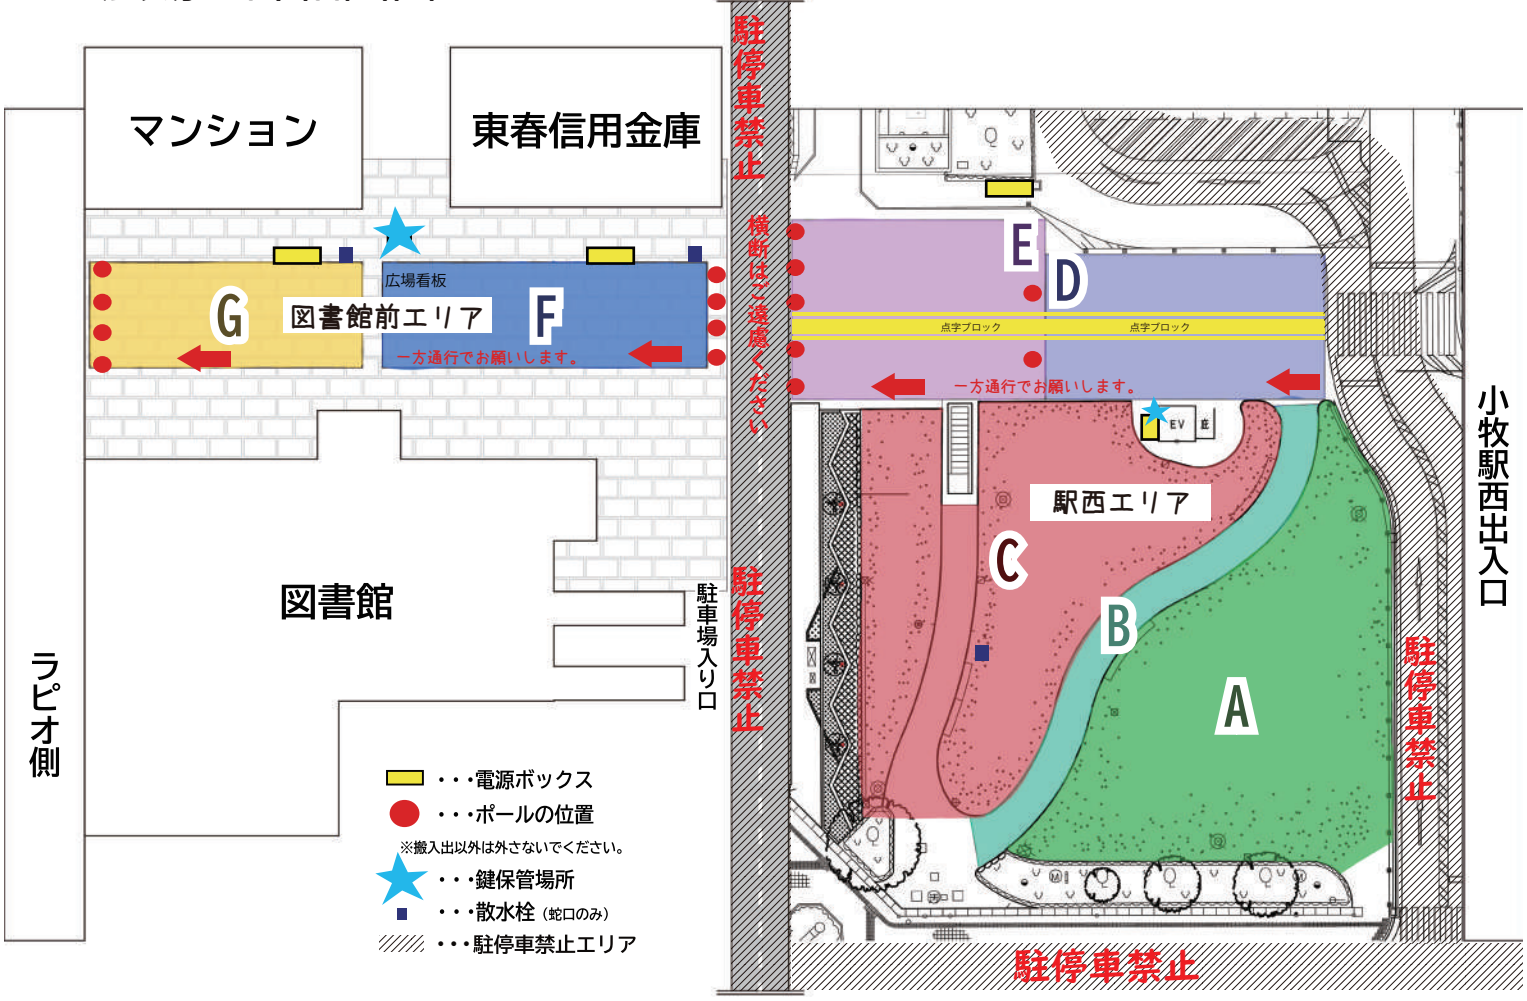 マンション
東春信用金庫
駐停車禁止
横断はご遠慮ください
駐停車禁止
広場看板
G
図書館前エリア
F
一方通行でお願いします。
E
D
点字ブロック
点字ブロック
一方通行でお願いします。
EV
庇
駅西エリア
C
B
A
小牧駅西出入口
駐停車禁止
図書館
駐車場入り口
ラピオ側
・・・電源ボックス
・・・ポールの位置
※搬入出以外は外さないでください。
・・・鍵保管場所
・・・散水栓（蛇口のみ）
・・・駐停車禁止エリア
駐停車禁止